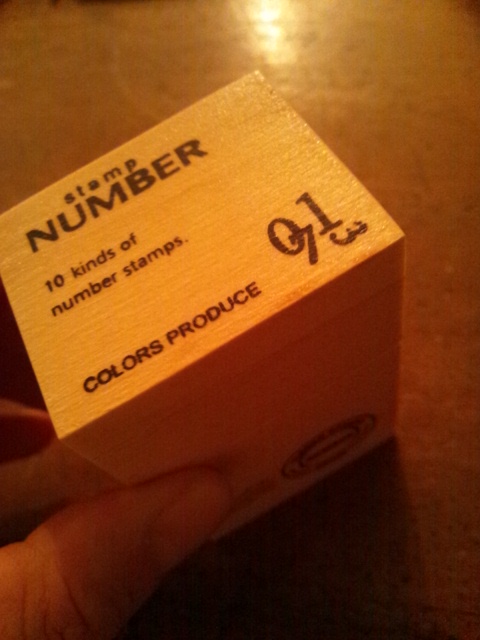 stamp
NUMBER
10 kinds of
number stamps.
COLORS PRODUCE